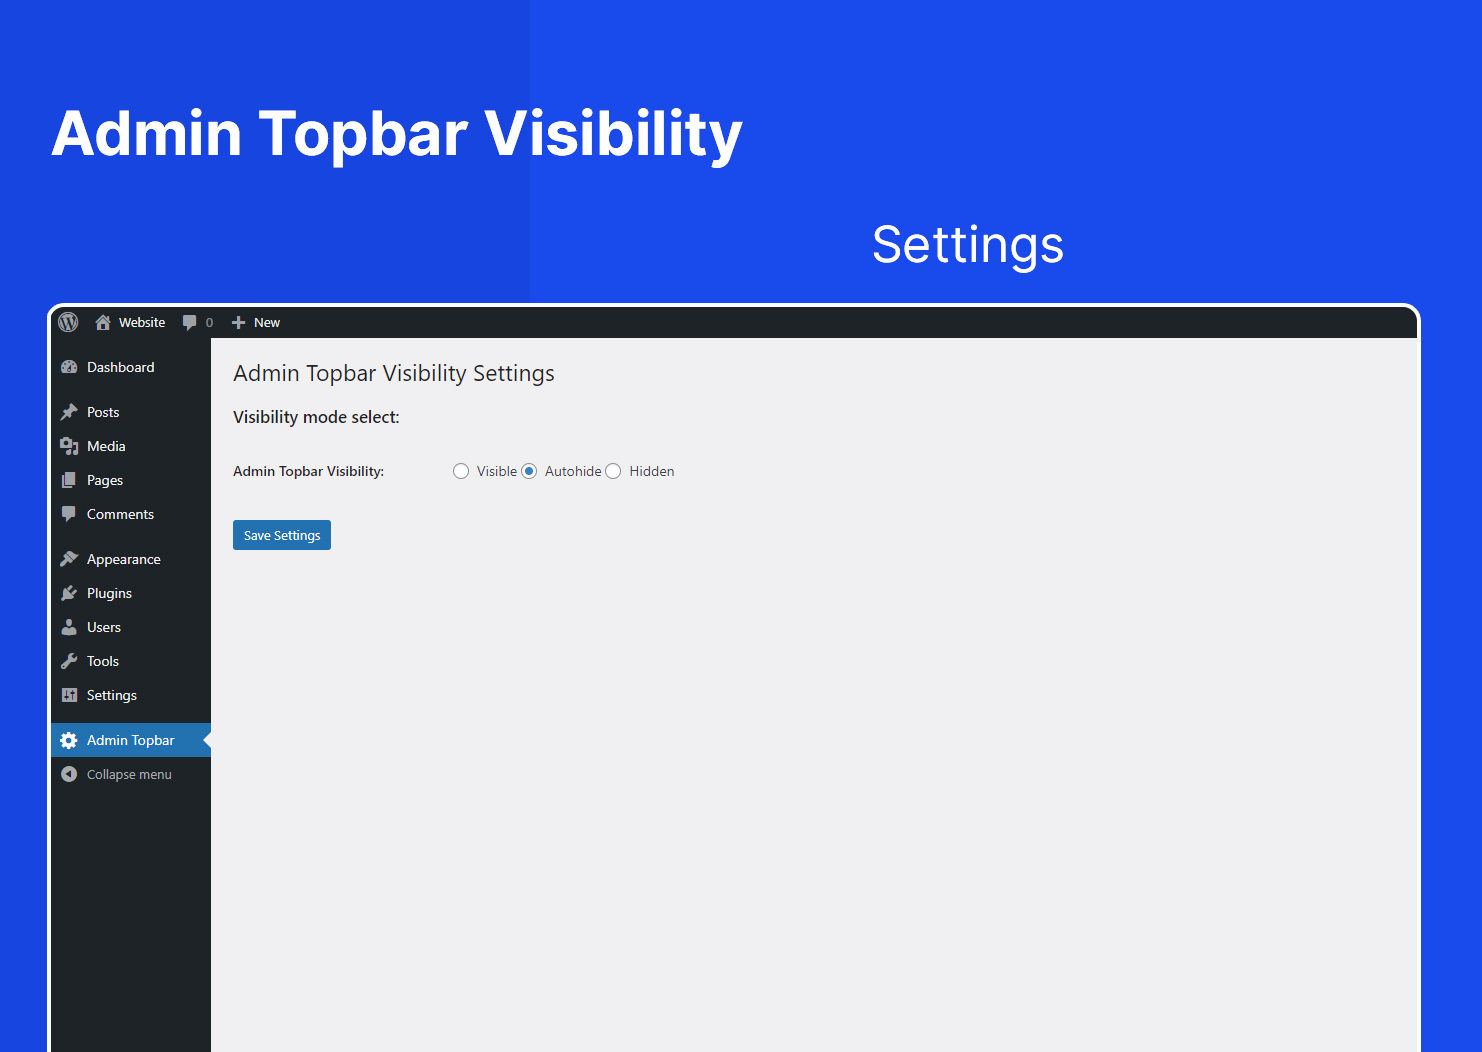 Admin Topbar Visibility
Settings
Website 0 New
Dashboard
Posts
Media
Pages
Comments
Appearance
Plugins
Users
Tools
Settings
Admin Topbar
Collapse menu
Admin Topbar Visibility Settings
Visibility mode select:
Admin Topbar Visibility: Visible Autohide Hidden
Save Settings